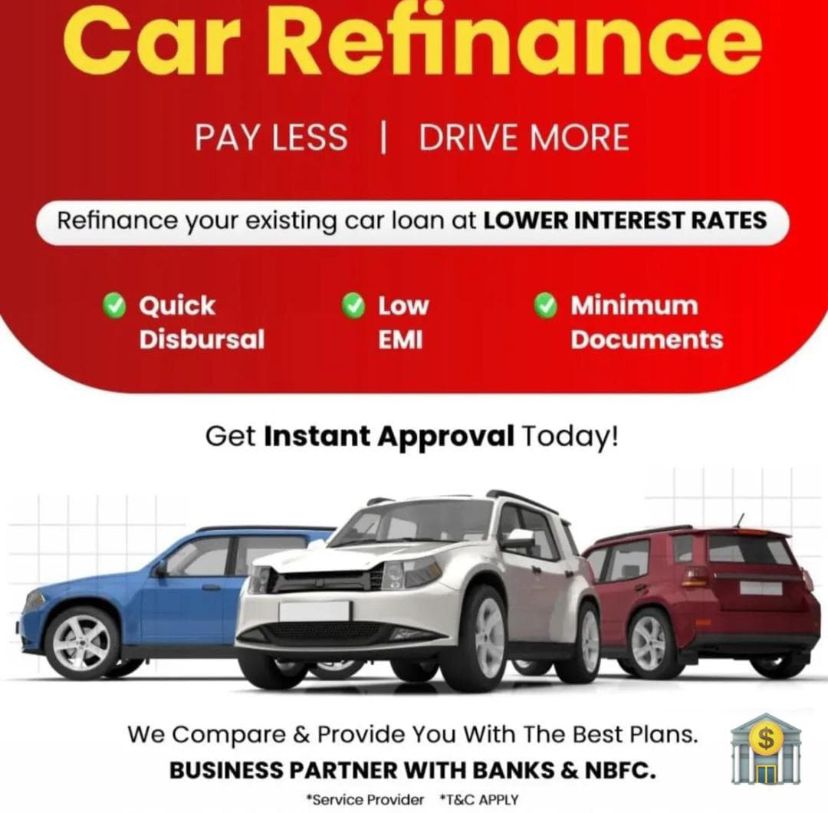 Car Refinance
PAY LESS | DRIVE MORE
Refinance your existing car loan at LOWER INTEREST RATES
Quick
Disbursal
Low
EMI
Minimum
Documents
Get Instant Approval Today!
We Compare & Provide You With The Best Plans.
$
BUSINESS PARTNER WITH BANKS & NBFC.
*Service Provider *T&C APPLY